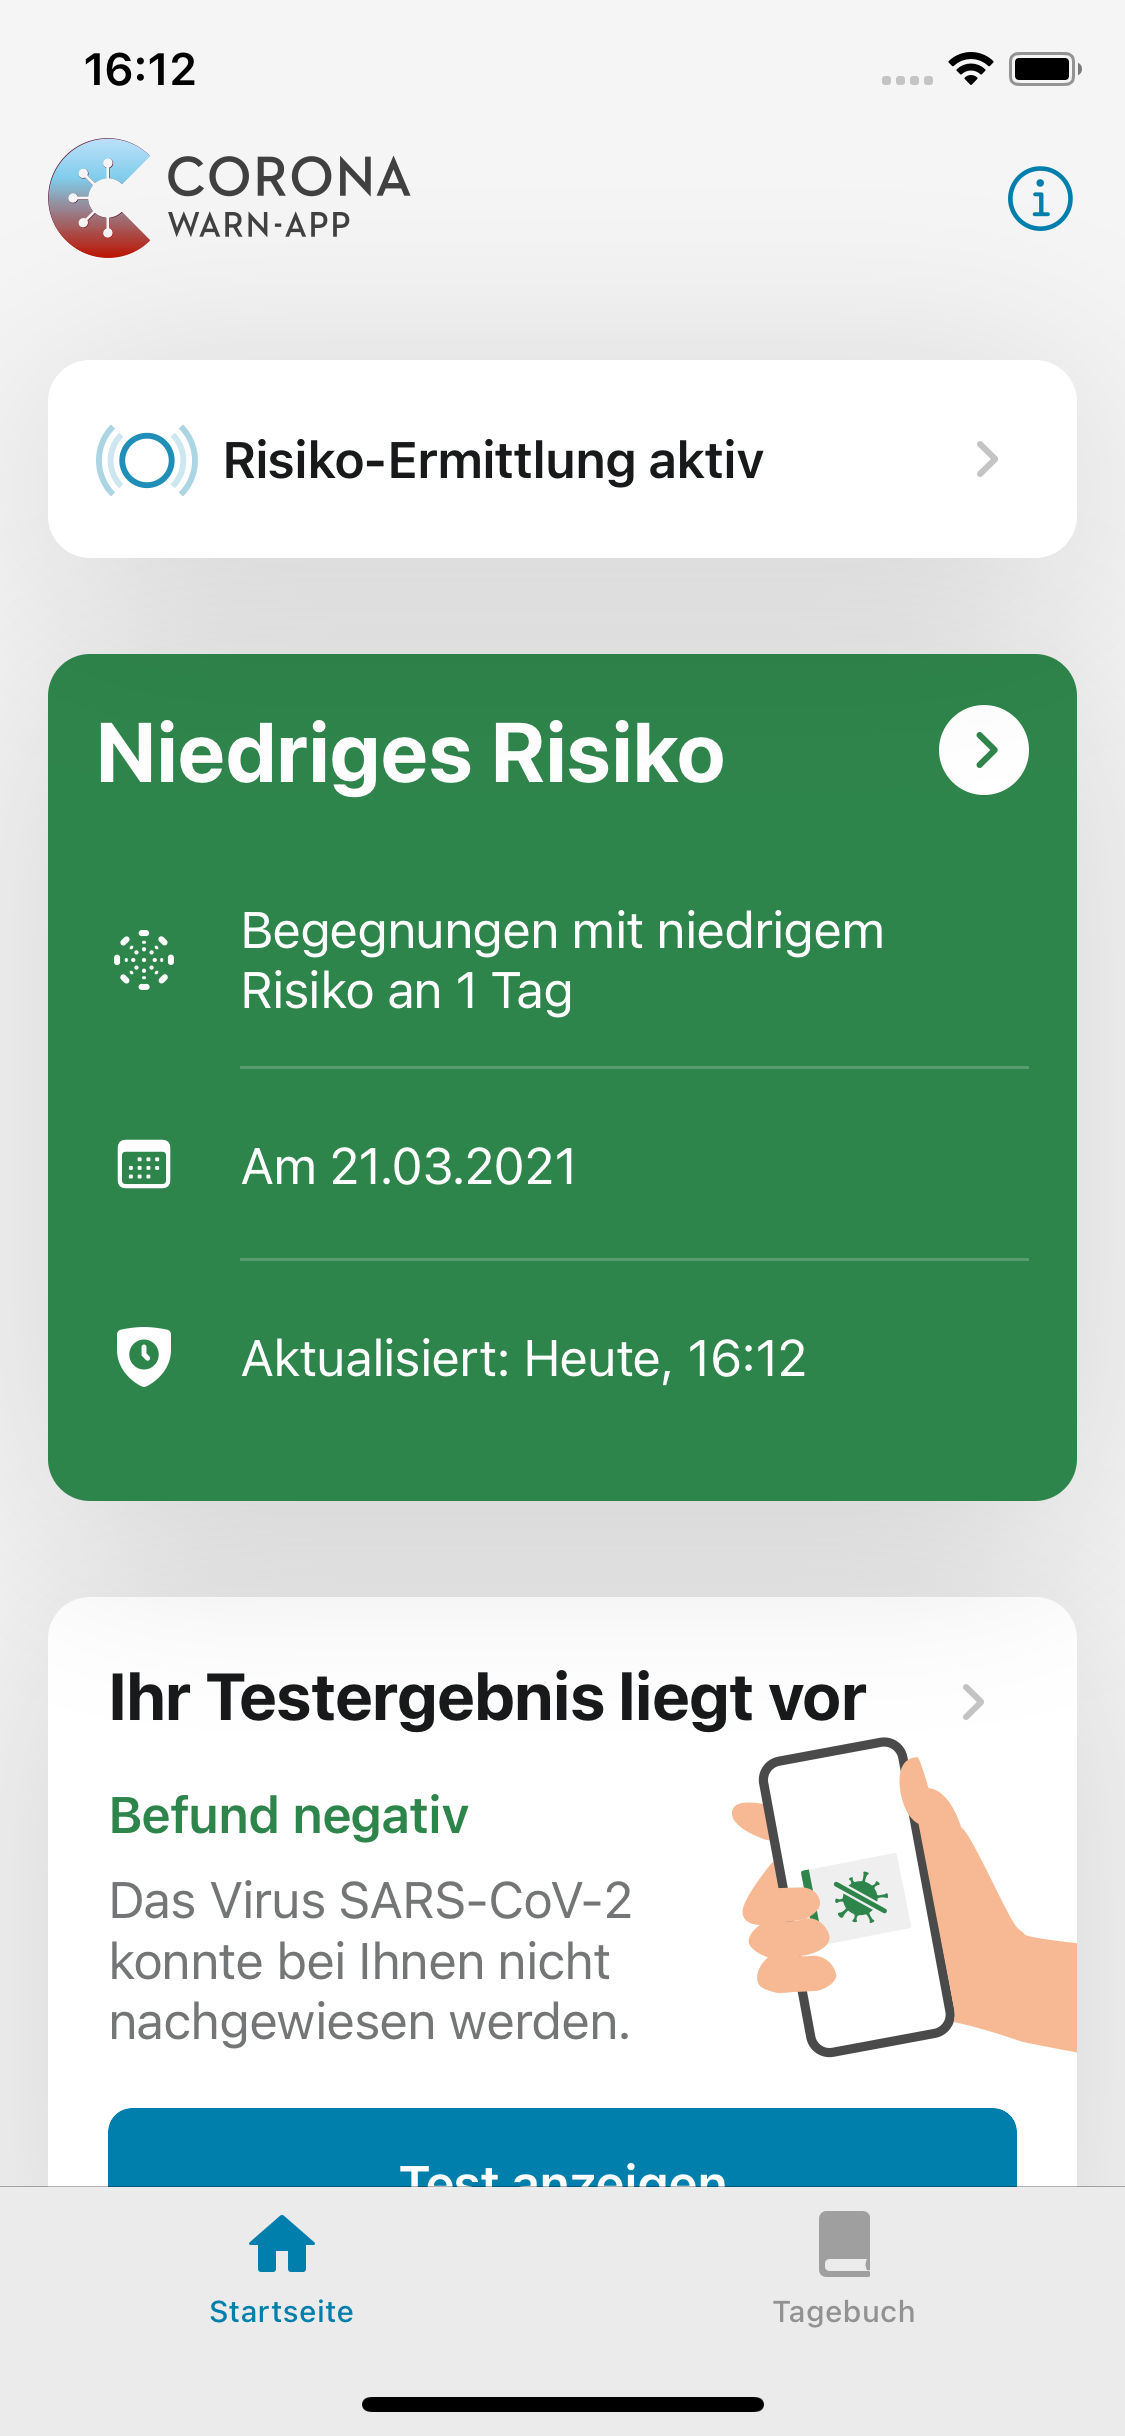 16:12
CORONA
WARN-APP
Risiko-Ermittlung aktiv
Niedriges Risiko
Begegnungen mit niedrigem
Risiko an 1 Tag
Am 21.03.2021
Aktualisiert: Heute, 16:12
Ihr Testergebnis liegt vor
Befund negativ
Das Virus SARS-CoV-2
konnte bei Ihnen nicht
nachgewiesen werden.
Test anzeigen
Startseite
Tagebuch